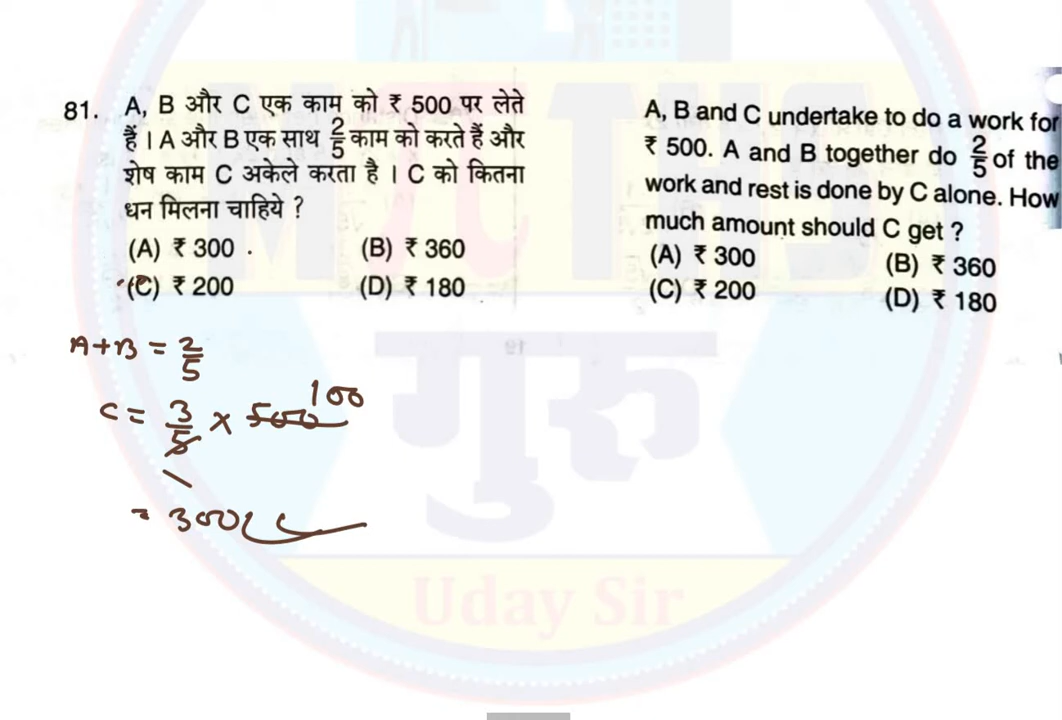 81. A, B और C एक काम को ₹ 500 पर लेते
हैं । A और B एक साथ 2/5 काम को करते हैं और
शेष काम C अकेले करता है । C को कितना
धन मिलना चाहिये ?
(A) ₹ 300 (B) ₹ 360
(C) ₹ 200 (D) ₹ 180
A, B and C undertake to do a work for
₹ 500. A and B together do 2/5 of the
work and rest is done by C alone. How
much amount should C get ?
(A) ₹ 300 (B) ₹ 360
(C) ₹ 200 (D) ₹ 180
A+B = 2/5
C = 3/5 × 500 100
1
= 300
MATHS
गुरु
Uday Sir